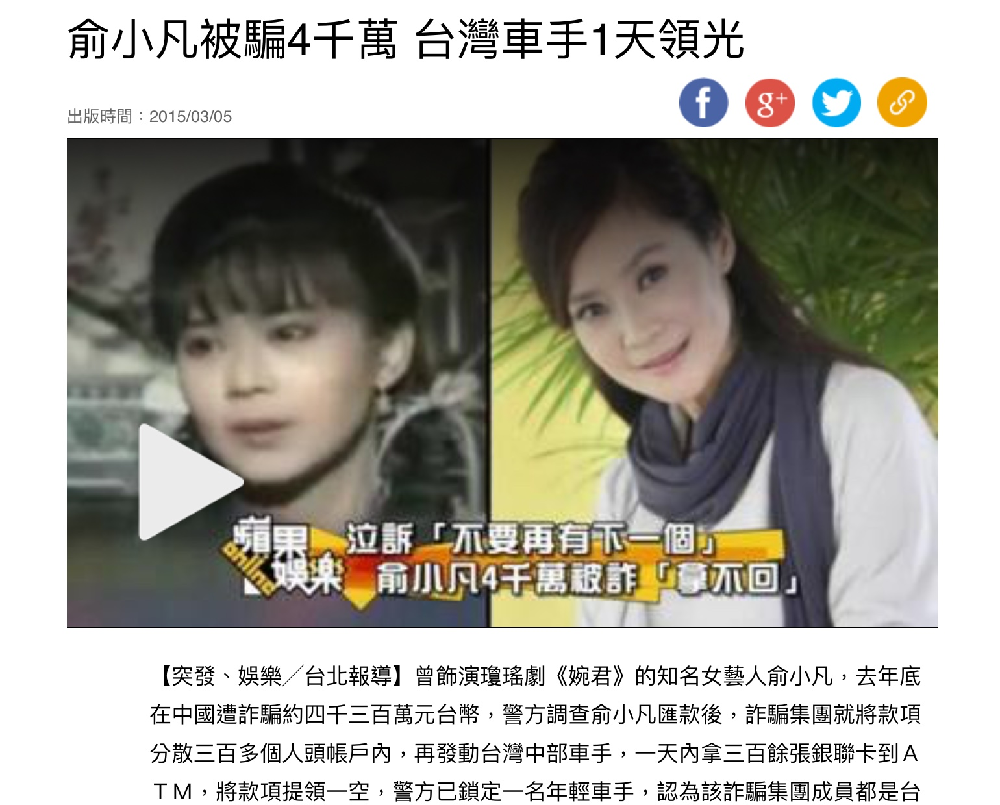 俞小凡被騙4千萬 台灣車手1天領光
出版時間：2015/03/05
f
g+
蘋果
online
娛樂
泣訴「不要再有下一個」
俞小凡4千萬被詐「拿不回」
【突發、娛樂╱台北報導】曾飾演瓊瑤劇《婉君》的知名女藝人俞小凡，去年底
在中國遭詐騙約四千三百萬元台幣，警方調查俞小凡匯款後，詐騙集團就將款項
分散三百多個人頭帳戶內，再發動台灣中部車手，一天內拿三百餘張銀聯卡到Ａ
ＴＭ，將款項提領一空，警方已鎖定一名年輕車手，認為該詐騙集團成員都是台